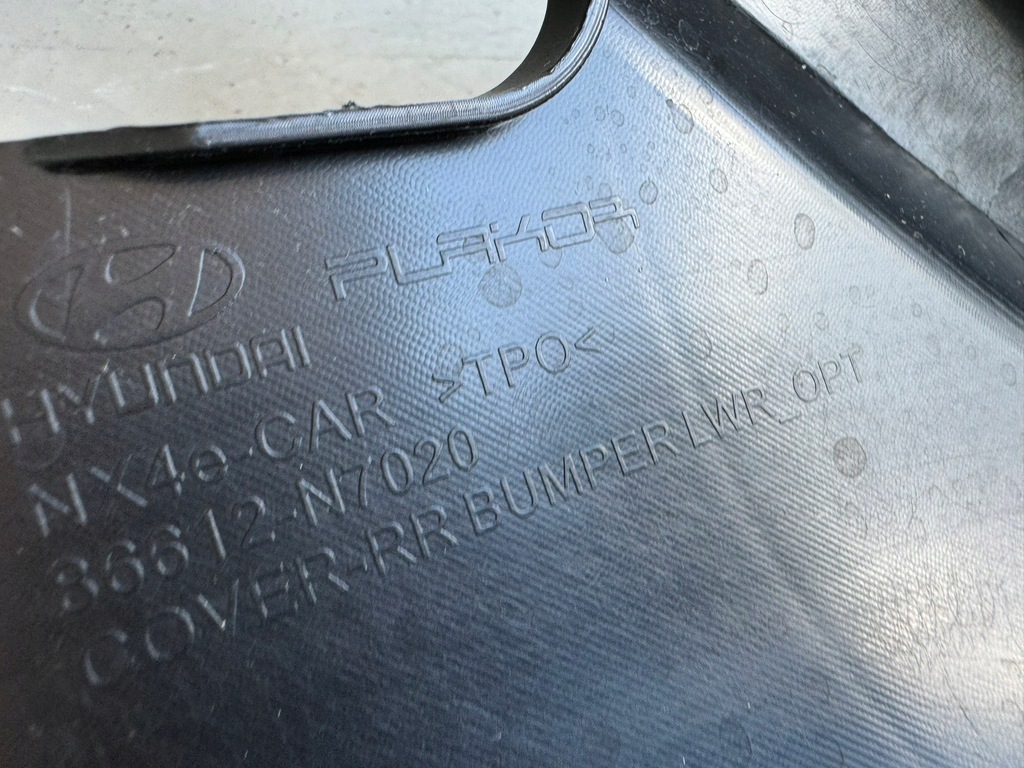 PLAKOR
HYUNDAI
NX4e-CAR >TPO<
86612-N7020
COVER-RR BUMPER LWR_OPT